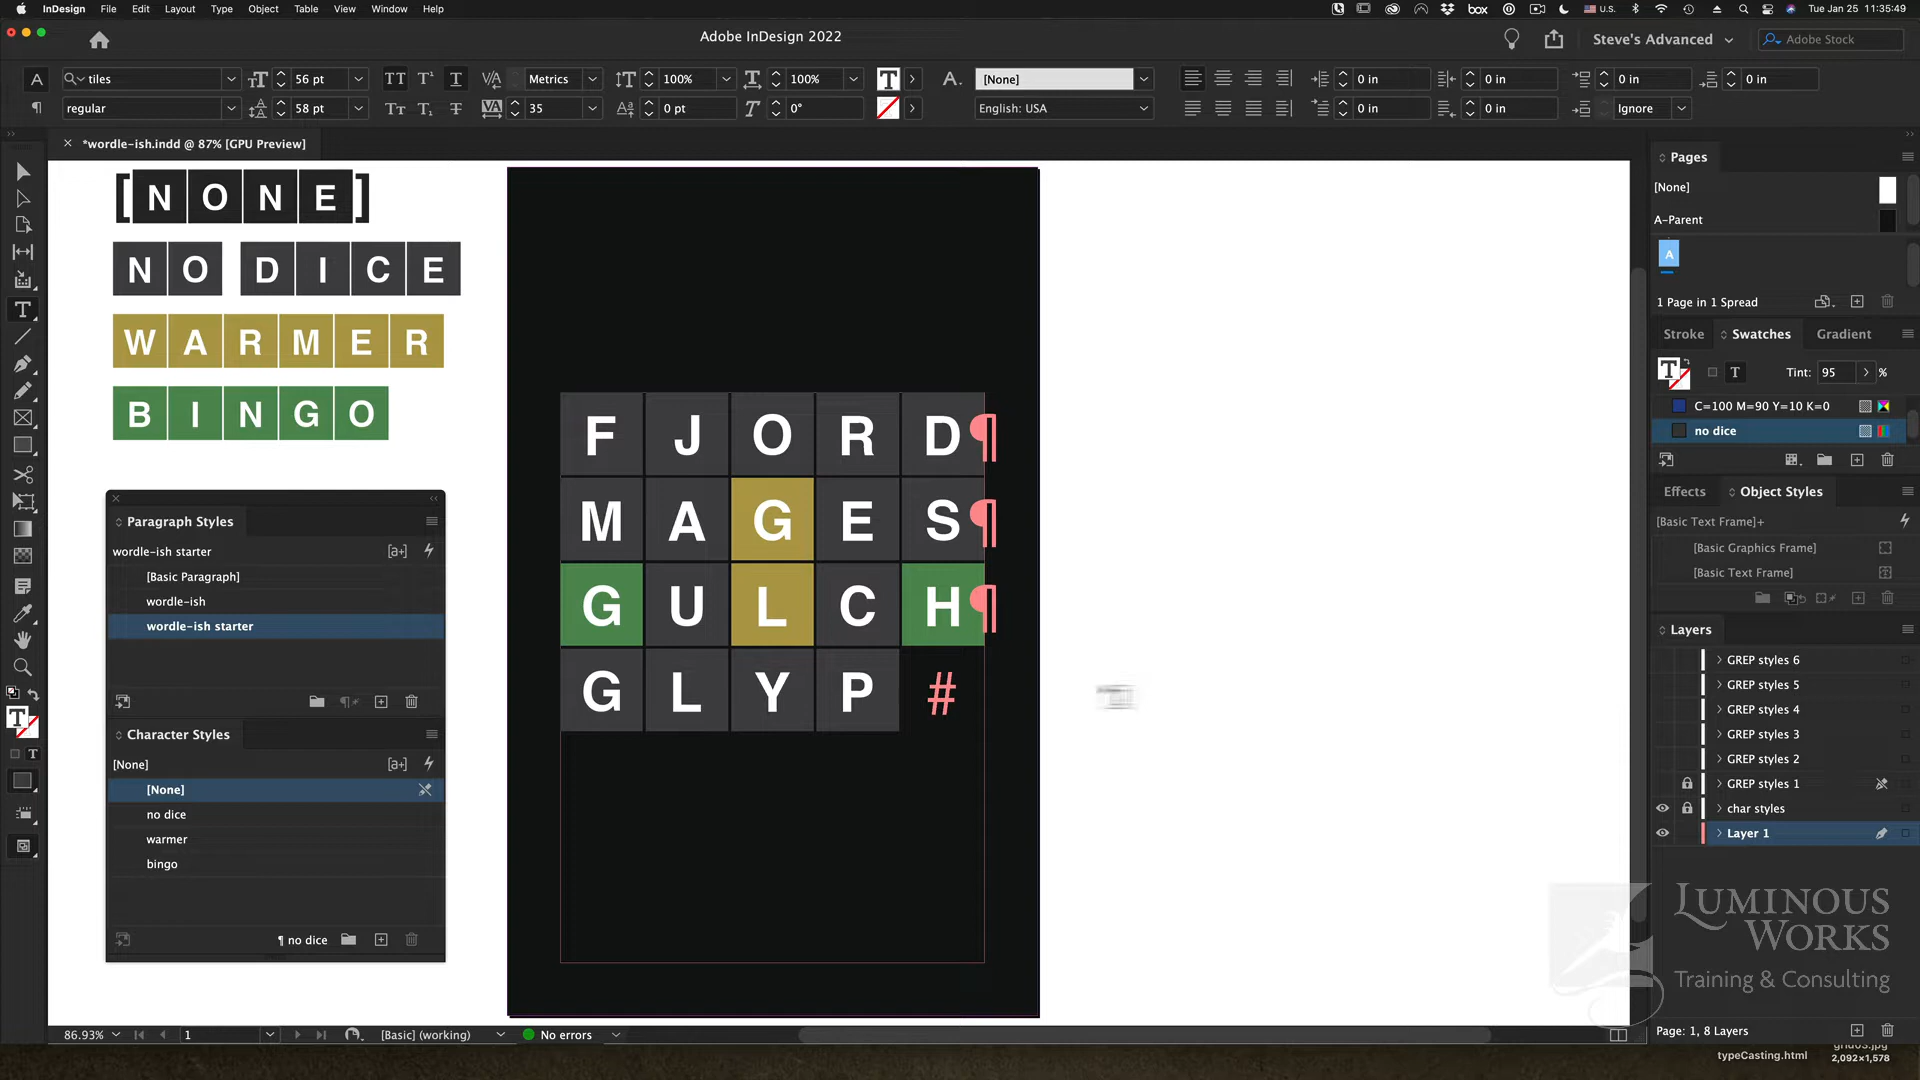 InDesign File Edit Layout Type Object Table View Window Help
box U.S. Tue Jan 25 11:35:49
Adobe InDesign 2022
Steve's Advanced
Adobe Stock
tiles 56 pt Metrics 100% 100% [None] 0 in 0 in 0 in 0 in
regular 58 pt 35 0 pt 0° English: USA 0 in 0 in Ignore
*wordle-ish.indd @ 87% [GPU Preview]
[NONE]
NO DICE
WARMER
BINGO
FJORD¶
MAGES¶
GULCH¶
GLYP#
Paragraph Styles
wordle-ish starter [a+]
[Basic Paragraph]
wordle-ish
wordle-ish starter
Character Styles
[None] [a+]
[None]
no dice
warmer
bingo
¶ no dice
Pages
[None]
A-Parent
A
1 Page in 1 Spread
Stroke Swatches Gradient
T Tint: 95 %
C=100 M=90 Y=10 K=0
no dice
Effects Object Styles
[Basic Text Frame]+
[Basic Graphics Frame]
[Basic Text Frame]
Layers
GREP styles 6
GREP styles 5
GREP styles 4
GREP styles 3
GREP styles 2
GREP styles 1
char styles
Layer 1
LUMINOUS
WORKS
Training & Consulting
Page: 1, 8 Layers
86.93% 1 [Basic] (working) No errors
grid03.jpg
typeCasting.html 2,092×1,578